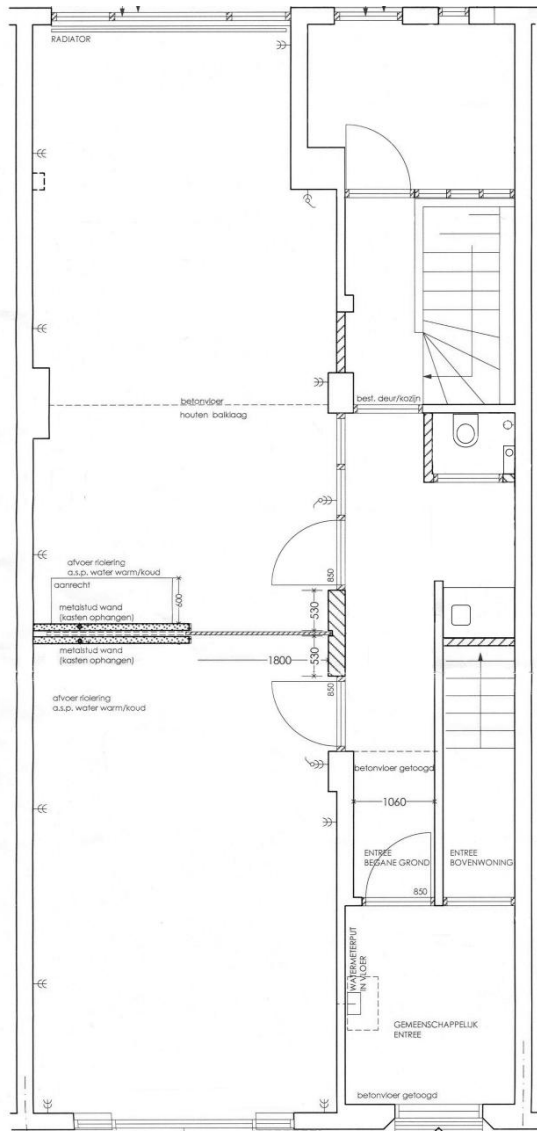 RADIATOR
betonvloer
houten balklaag
best. deur/kozijn
afvoer riolering
a.s.p. water warm/koud
aanrecht
600
850
530
metalstud wand
(kasten ophangen)
metalstud wand
(kasten ophangen)
1800
530
850
afvoer riolering
a.s.p. water warm/koud
betonvloer getoogd
1060
ENTREE
BEGANE GROND
850
ENTREE
BOVENWONING
WATERMETERPUT
IN VLOER
GEMEENSCHAPPELIJK
ENTREE
betonvloer getoogd